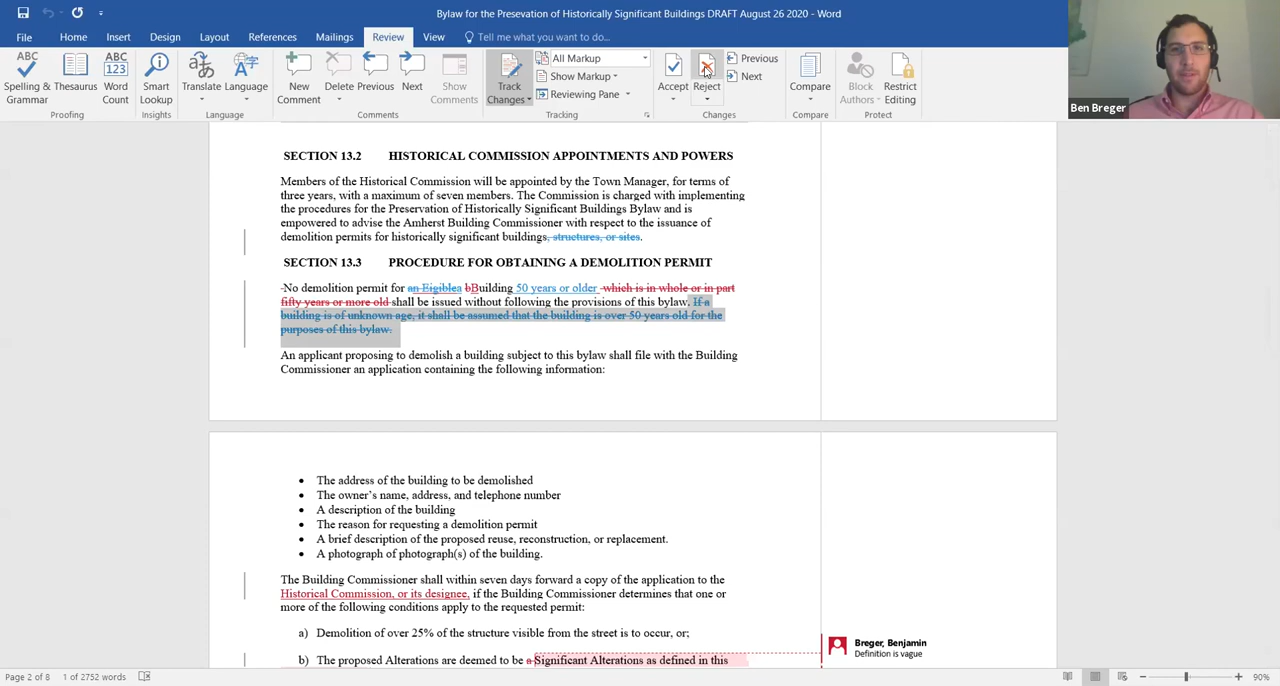 Bylaw for the Presevation of Historically Significant Buildings DRAFT August 26 2020 - Word
File Home Insert Design Layout References Mailings Review View Tell me what you want to do...
ABC ABC 123
Spelling & Grammar Thesaurus Word Count Smart Lookup Translate Language New Comment Delete Previous Next Show Comments Track Changes All Markup Show Markup Reviewing Pane Accept Reject Previous Next Compare Block Authors Restrict Editing
Proofing Insights Language Comments Tracking Changes Compare Protect
Ben Breger
SECTION 13.2 HISTORICAL COMMISSION APPOINTMENTS AND POWERS
Members of the Historical Commission will be appointed by the Town Manager, for terms of
three years, with a maximum of seven members. The Commission is charged with implementing
the procedures for the Preservation of Historically Significant Buildings Bylaw and is
empowered to advise the Amherst Building Commissioner with respect to the issuance of
demolition permits for historically significant buildings, structures, or sites.
SECTION 13.3 PROCEDURE FOR OBTAINING A DEMOLITION PERMIT
No demolition permit for an Eigiblea bBuilding 50 years or older which is in whole or in part
fifty years or more old shall be issued without following the provisions of this bylaw. If a
building is of unknown age, it shall be assumed that the building is over 50 years old for the
purposes of this bylaw.
An applicant proposing to demolish a building subject to this bylaw shall file with the Building
Commissioner an application containing the following information:
• The address of the building to be demolished
• The owner's name, address, and telephone number
• A description of the building
• The reason for requesting a demolition permit
• A brief description of the proposed reuse, reconstruction, or replacement.
• A photograph of photograph(s) of the building.
The Building Commissioner shall within seven days forward a copy of the application to the
Historical Commission, or its designee, if the Building Commissioner determines that one or
more of the following conditions apply to the requested permit:
a) Demolition of over 25% of the structure visible from the street is to occur, or;
b) The proposed Alterations are deemed to be a Significant Alterations as defined in this
Breger, Benjamin
Definition is vague
Page 2 of 8 1 of 2752 words 90%